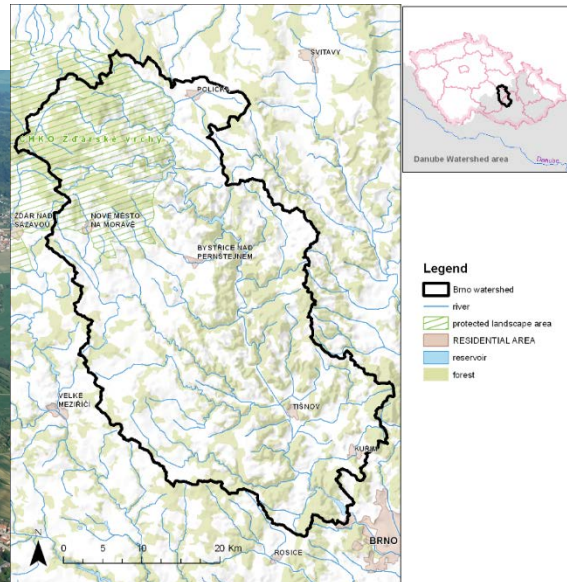 SVITAVY
POLIČKA
HKO Žďárské vrchy
ŽĎÁR NAD
SÁZAVOU
NOVÉ MĚSTO
NA MORAVĚ
BYSTŘICE NAD
PERNŠTEJNEM
VELKÉ
MEZIŘÍČÍ
TIŠNOV
KUŘIM
BRNO
ROSICE
N
0 5 10 20 Km
Danube Watershed area
Danube
Legend
Brno watershed
river
protected landscape area
RESIDENTIAL AREA
reservoir
forest